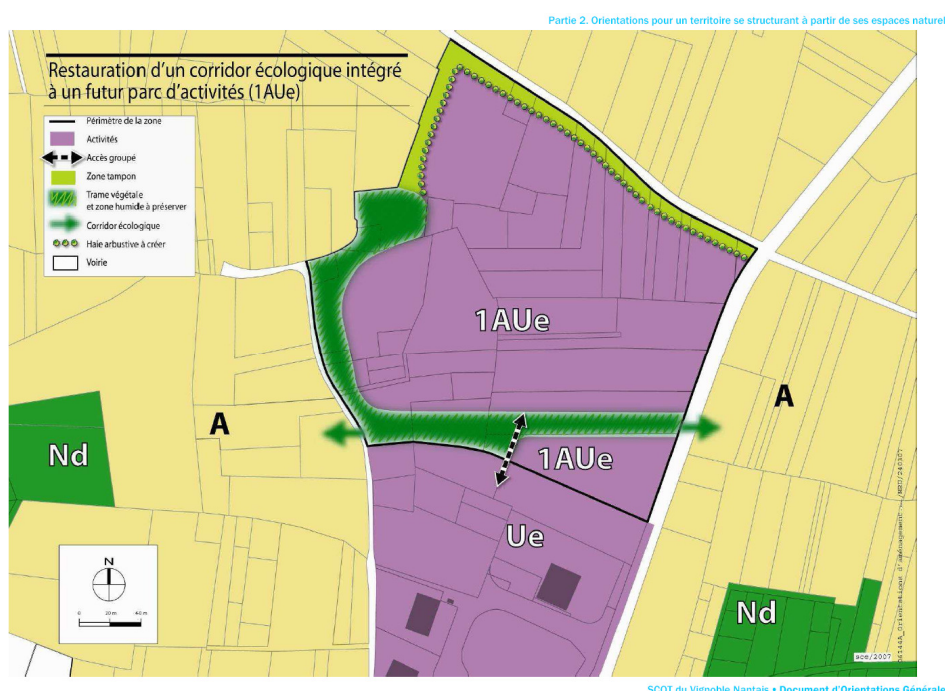 Partie 2. Orientations pour un territoire se structurant à partir de ses espaces naturel
Restauration d'un corridor écologique intégré
à un futur parc d'activités (1AUe)
Périmètre de la zone
Activités
Accès groupé
Zone tampon
Trame végétale
et zone humide à préserver
Corridor écologique
Haie arbustive à créer
Voirie
1AUe
A
A
Nd
1AUe
Ue
N
0 20 m 40 m
Nd
sce/2007
SCOT du Vignoble Nantais • Document d'Orientations Générale